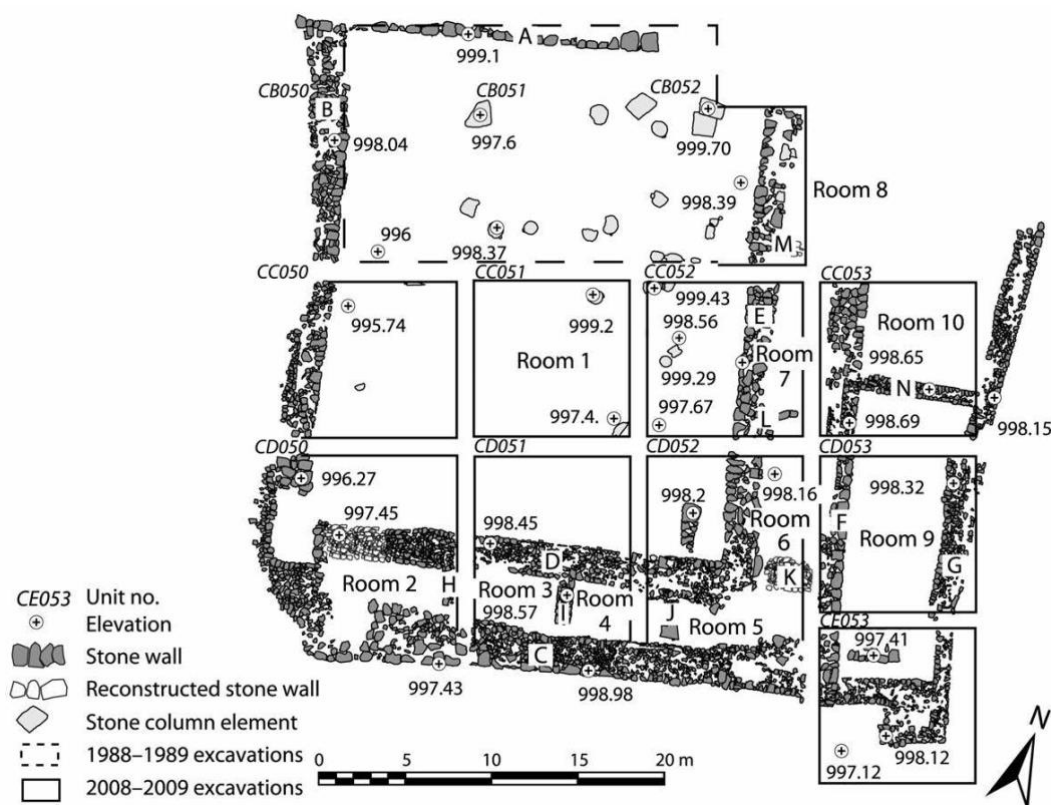 A
999.1
CB050
CB051
CB052
B
998.04
997.6
999.70
998.39
Room 8
M
996
998.37
CC050
CC051
CC052
CC053
995.74
999.2
999.43
998.56
E
Room
7
Room 10
998.65
Room 1
999.29
N
997.4.
997.67
L
998.69
998.15
CD050
CD051
CD052
CD053
996.27
998.2
998.16
998.32
997.45
998.45
Room
6
F
Room 9
D
K
G
Room 2
H
Room 3
998.57
I
Room
4
J
Room 5
CE053
997.41
C
997.43
998.98
997.12
998.12
CE053 Unit no.
Elevation
Stone wall
Reconstructed stone wall
Stone column element
1988–1989 excavations
2008–2009 excavations
0 5 10 15 20 m
N